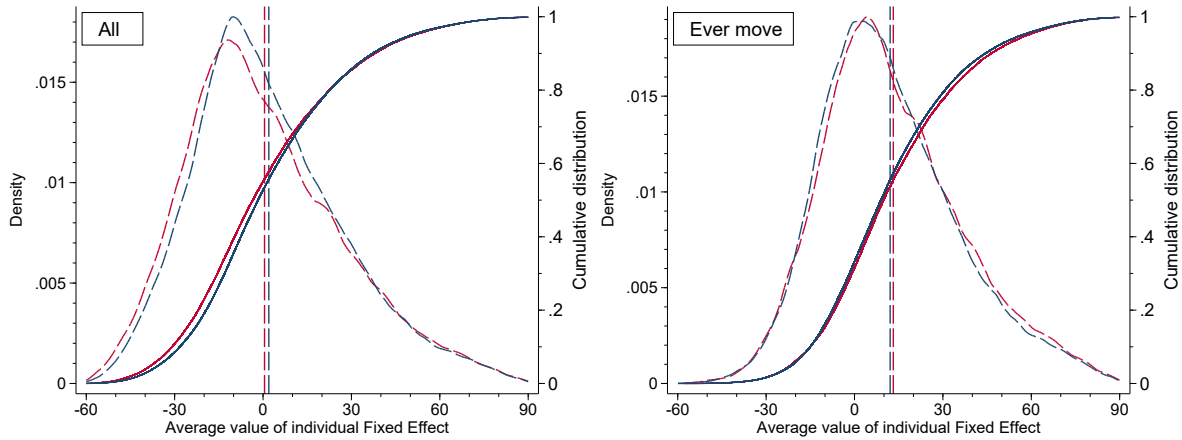 All
Density
.015
.01
.005
0
1
.8
.6
.4
.2
0
Cumulative distribution
-60 -30 0 30 60 90
Average value of individual Fixed Effect
Ever move
Density
.015
.01
.005
0
1
.8
.6
.4
.2
0
Cumulative distribution
-60 -30 0 30 60 90
Average value of individual Fixed Effect